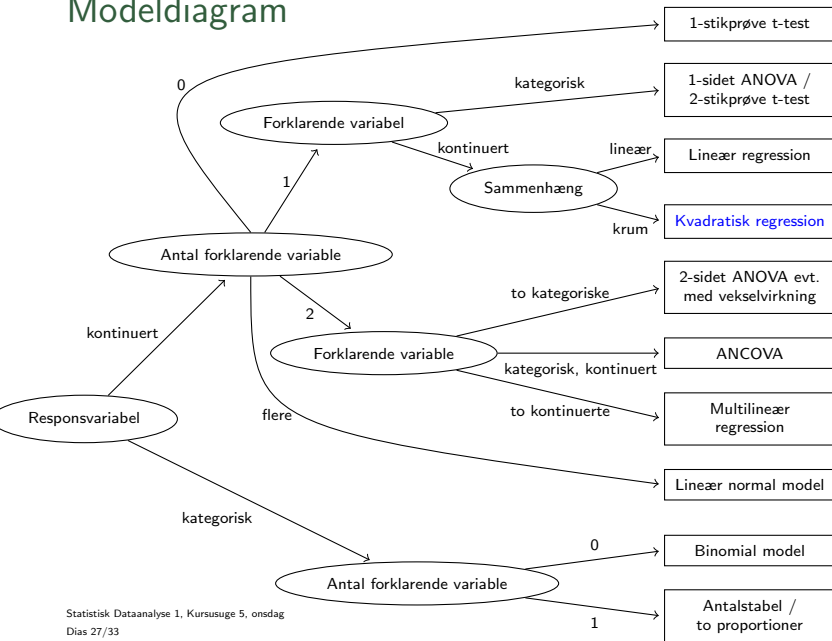 Modeldiagram
0
1-stikprøve t-test
kategorisk
1-sidet ANOVA /
2-stikprøve t-test
Forklarende variabel
kontinuert
lineær
Lineær regression
1
Sammenhæng
krum
Kvadratisk regression
Antal forklarende variable
to kategoriske
2-sidet ANOVA evt.
med vekselvirkning
2
kontinuert
Forklarende variable
kategorisk, kontinuert
ANCOVA
to kontinuerte
Multilineær
regression
Responsvariabel
flere
Lineær normal model
kategorisk
0
Binomial model
Antal forklarende variable
1
Antalstabel /
to proportioner
Statistisk Dataanalyse 1, Kursusuge 5, onsdag
Dias 27/33